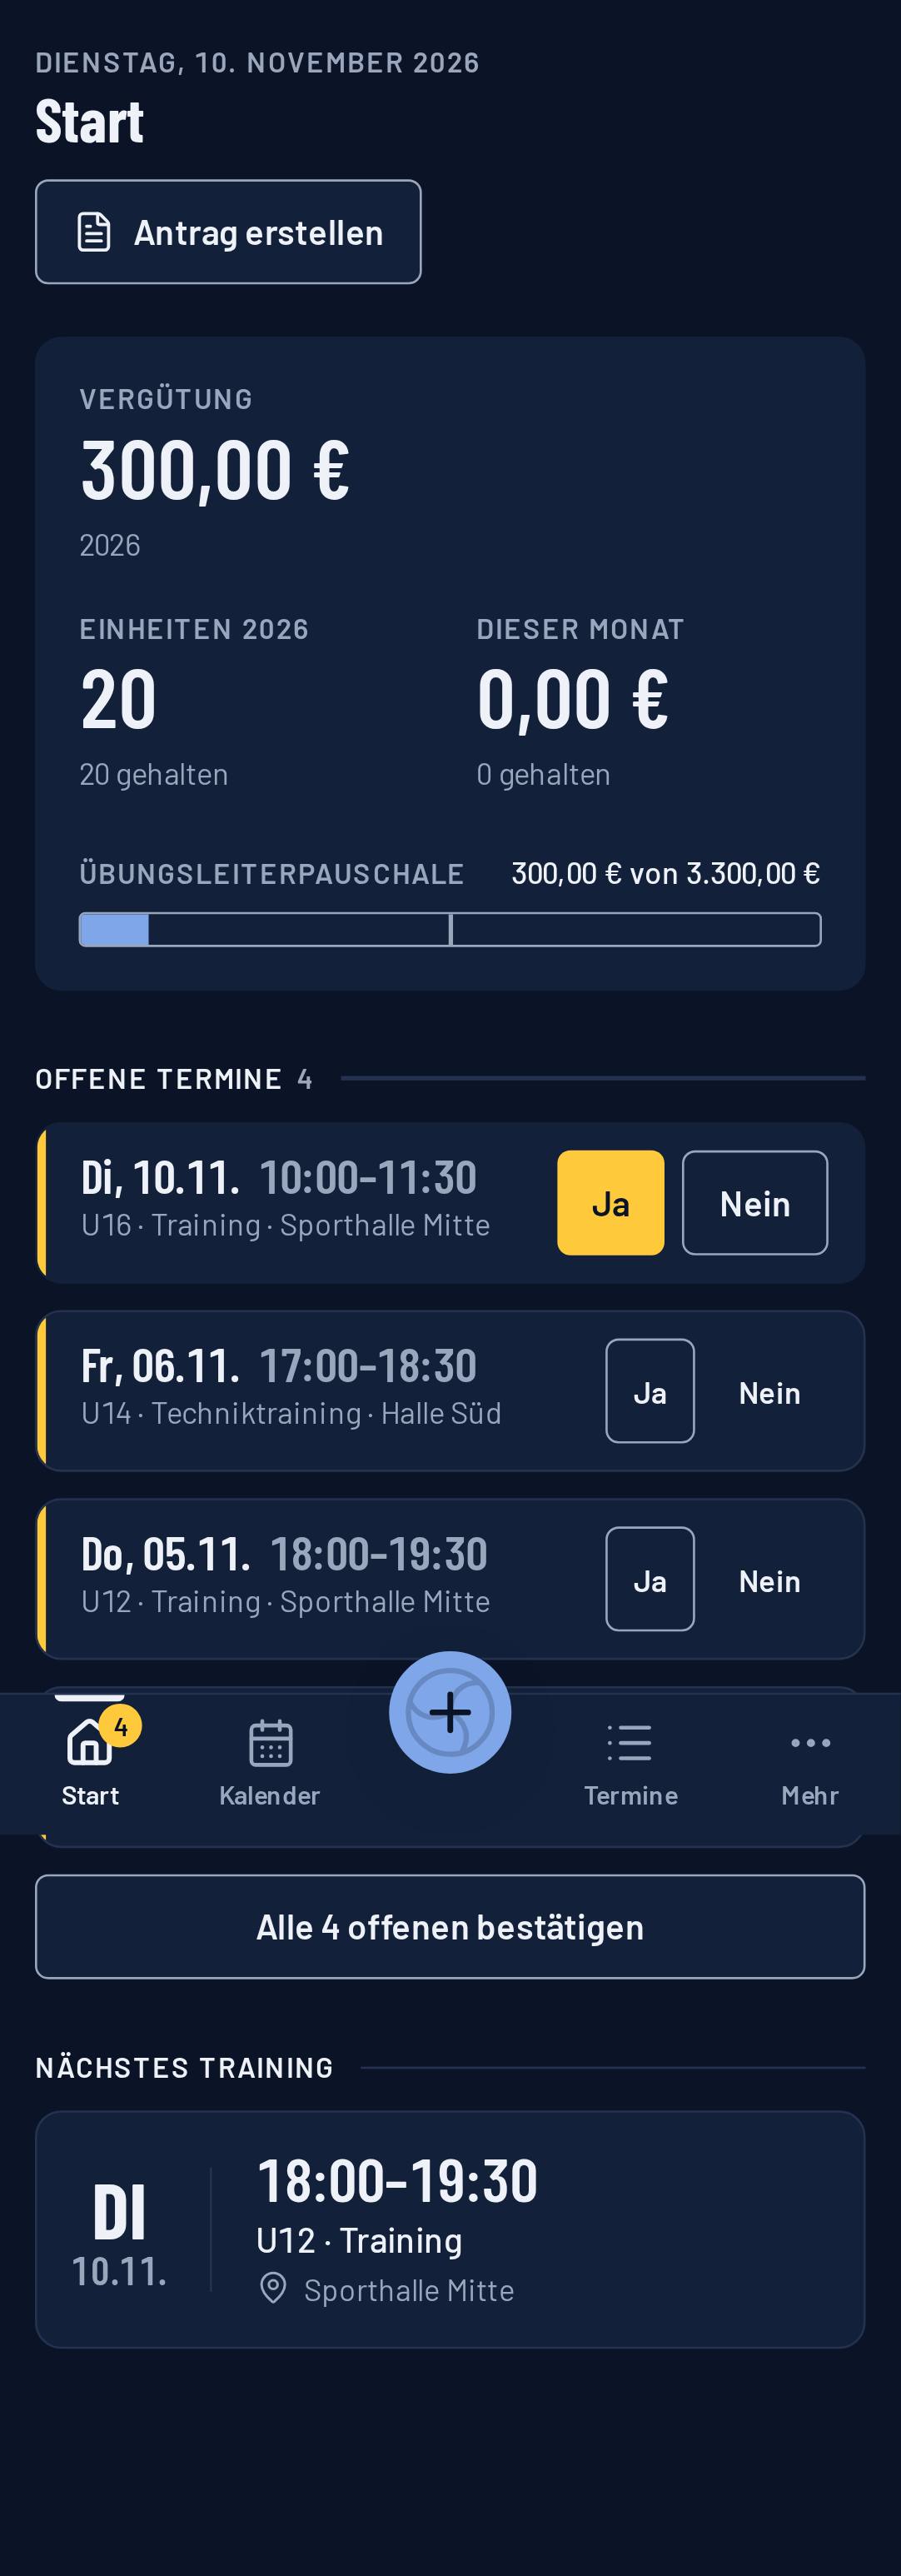 DIENSTAG, 10. NOVEMBER 2026
Start
Antrag erstellen
VERGÜTUNG
300,00 €
2026
EINHEITEN 2026
20
20 gehalten
DIESER MONAT
0,00 €
0 gehalten
ÜBUNGSLEITERPAUSCHALE 300,00 € von 3.300,00 €
OFFENE TERMINE 4
Di, 10.11. 10:00–11:30
U16 · Training · Sporthalle Mitte
Ja Nein
Fr, 06.11. 17:00–18:30
U14 · Techniktraining · Halle Süd
Ja Nein
Do, 05.11. 18:00–19:30
U12 · Training · Sporthalle Mitte
Ja Nein
4
Start Kalender Termine Mehr
Alle 4 offenen bestätigen
NÄCHSTES TRAINING
DI
10.11.
18:00–19:30
U12 · Training
Sporthalle Mitte